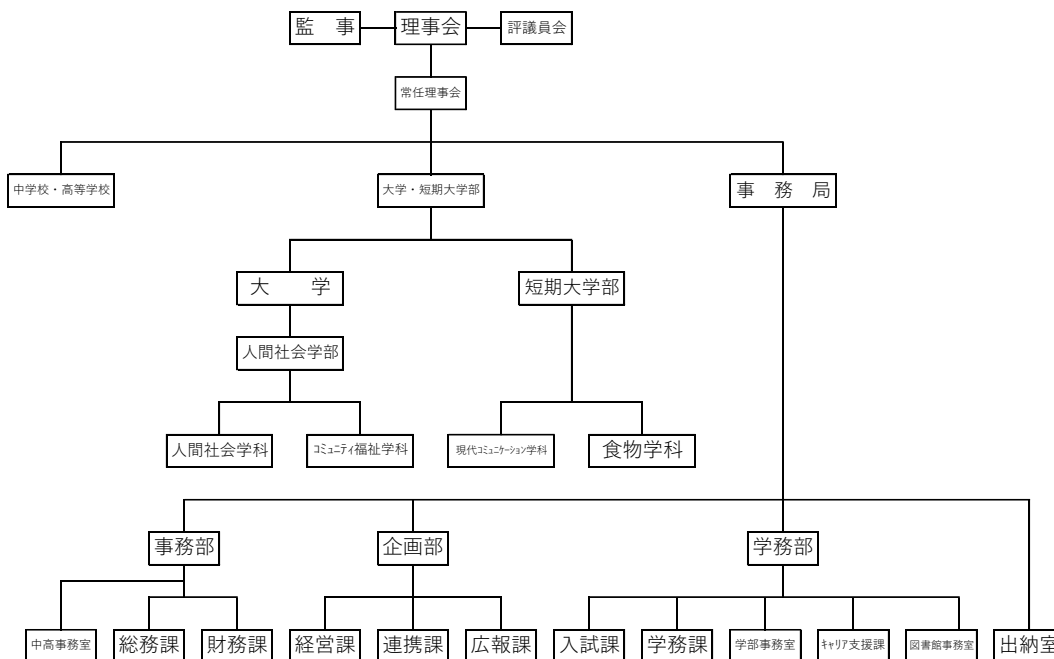 監　事
理事会
評議員会
常任理事会
中学校・高等学校
大学・短期大学部
事　務　局
大　　学
短期大学部
人間社会学部
人間社会学科
コミュニティ福祉学科
現代コミュニケーション学科
食物学科
事務部
企画部
学務部
中高事務室
総務課
財務課
経営課
連携課
広報課
入試課
学務課
学部事務室
キャリア支援課
図書館事務室
出納室